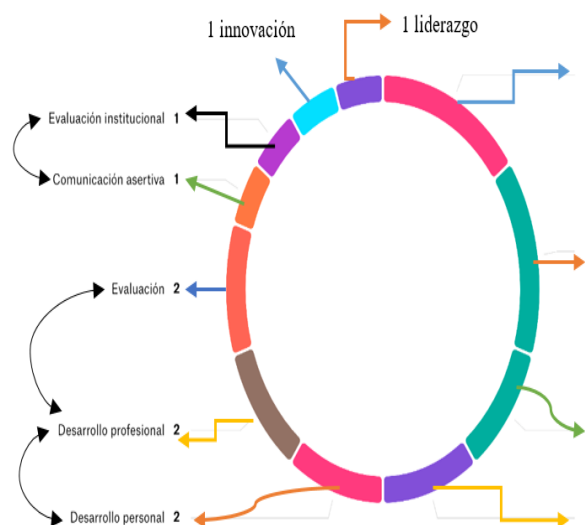 1 innovación
1 liderazgo
Evaluación institucional 1
Comunicación asertiva 1
Evaluación 2
Desarrollo profesional 2
Desarrollo personal 2